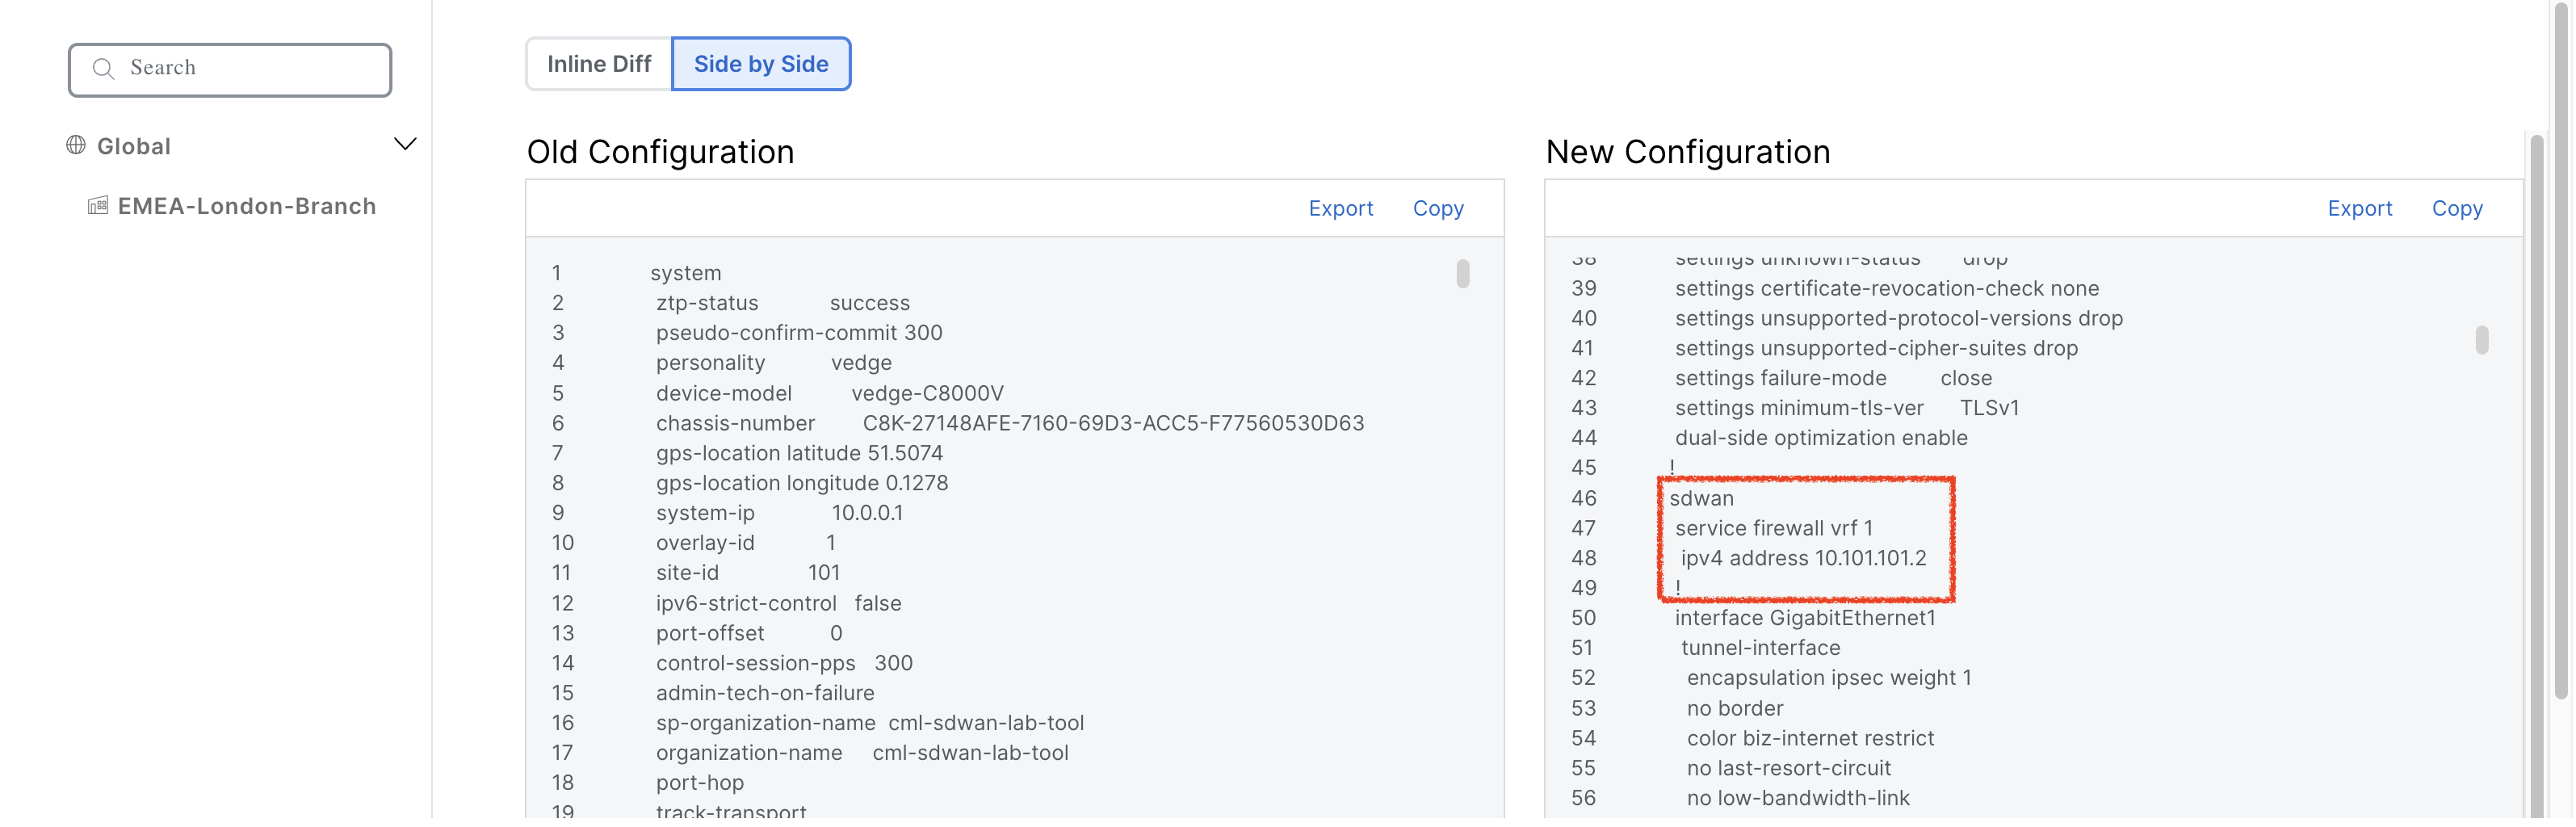 Search
Global
EMEA-London-Branch
Inline Diff
Side by Side
Old Configuration
Export Copy
1 system
2 ztp-status success
3 pseudo-confirm-commit 300
4 personality vedge
5 device-model vedge-C8000V
6 chassis-number C8K-27148AFE-7160-69D3-ACC5-F77560530D63
7 gps-location latitude 51.5074
8 gps-location longitude 0.1278
9 system-ip 10.0.0.1
10 overlay-id 1
11 site-id 101
12 ipv6-strict-control false
13 port-offset 0
14 control-session-pps 300
15 admin-tech-on-failure
16 sp-organization-name cml-sdwan-lab-tool
17 organization-name cml-sdwan-lab-tool
18 port-hop
19 track-transport
New Configuration
Export Copy
38 settings unknown-status drop
39 settings certificate-revocation-check none
40 settings unsupported-protocol-versions drop
41 settings unsupported-cipher-suites drop
42 settings failure-mode close
43 settings minimum-tls-ver TLSv1
44 dual-side optimization enable
45 !
46 sdwan
47 service firewall vrf 1
48 ipv4 address 10.101.101.2
49 !
50 interface GigabitEthernet1
51 tunnel-interface
52 encapsulation ipsec weight 1
53 no border
54 color biz-internet restrict
55 no last-resort-circuit
56 no low-bandwidth-link